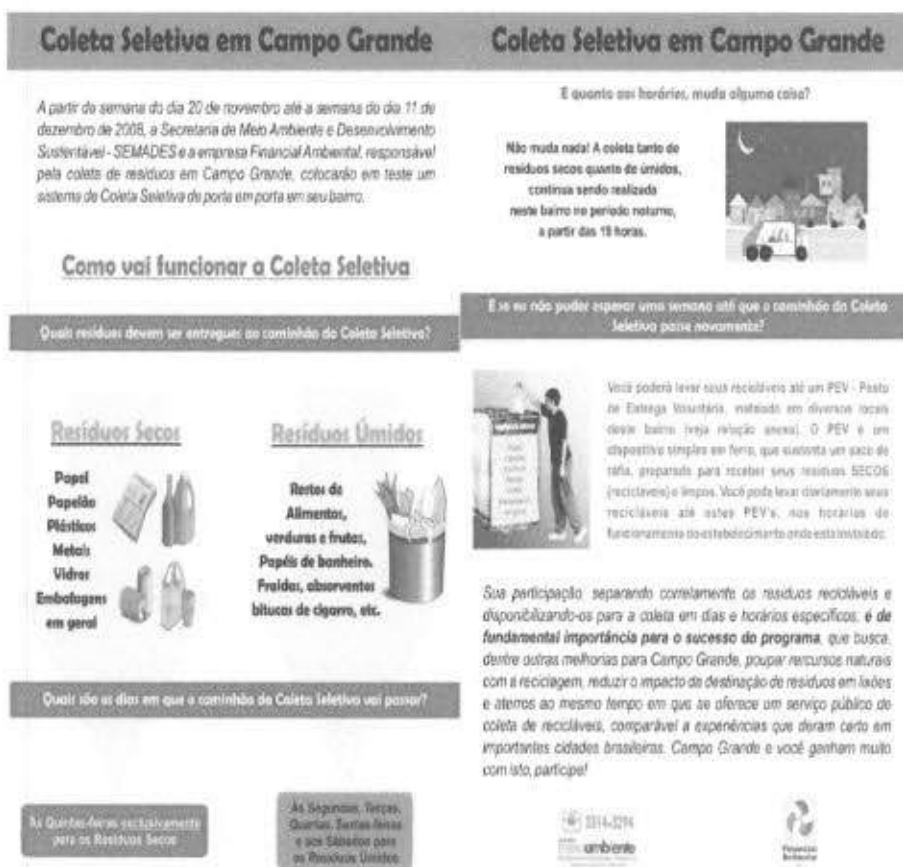 Coleta Seletiva em Campo Grande
A partir da semana do dia 20 de novembro até a semana do dia 11 de
dezembro de 2008, a Secretaria de Meio Ambiente e Desenvolvimento
Sustentável - SEMADES e a empresa Financial Ambiental, responsável
pela coleta de resíduos em Campo Grande, colocarão em teste um
sistema de Coleta Seletiva de porta em porta em seu bairro.
Como vai funcionar a Coleta Seletiva
Quais resíduos devem ser entregues ao caminhão da Coleta Seletiva?
Resíduos Secos
Papel
Papelão
Plásticos
Metais
Vidros
Embalagens
em geral
Resíduos Úmidos
Restos de
Alimentos,
verduras e frutas,
Papéis de banheiro.
Fraldas, absorventes
bitucas de cigarro, etc.
Quais são os dias em que o caminhão da Coleta Seletiva vai passar?
Às Quintas-feiras exclusivamente
para os Resíduos Secos
Às Segundas, Terças,
Quartas, Sextas-feiras
e aos Sábados para
os Resíduos Úmidos
Coleta Seletiva em Campo Grande
E quanto aos horários, muda alguma coisa?
Não muda nada! A coleta tanto de
resíduos secos quanto de úmidos,
continua sendo realizada
neste bairro no período noturno,
a partir das horas.
E se eu não puder esperar uma semana até que o caminhão da Coleta
Seletiva passe novamente?
Você poderá levar seus recicláveis até um PEV - Posto
de Entrega Voluntária, instalado em diversos locais
deste bairro (veja relação anexa). O PEV é um
dispositivo simples em ferro, que sustenta um saco de
ráfia, preparado para receber seus resíduos SECOS
(recicláveis) e limpos. Você pode levar diariamente seus
recicláveis até estes PEV's, nos horários de
funcionamento do estabelecimento onde está instalado.
Sua participação, separando corretamente os resíduos recicláveis e
disponibilizando-os para a coleta em dias e horários específicos, é de
fundamental importância para o sucesso do programa, que busca,
dentre outras melhorias para Campo Grande, poupar recursos naturais
com a reciclagem, reduzir o impacto da destinação de resíduos em lixões
e aterros ao mesmo tempo em que se oferece um serviço público de
coleta de recicláveis, comparável a experiências que deram certo em
importantes cidades brasileiras. Campo Grande e você ganham muito
com isto, participe!
3314-3294
ambiente
Financial
Ambiental